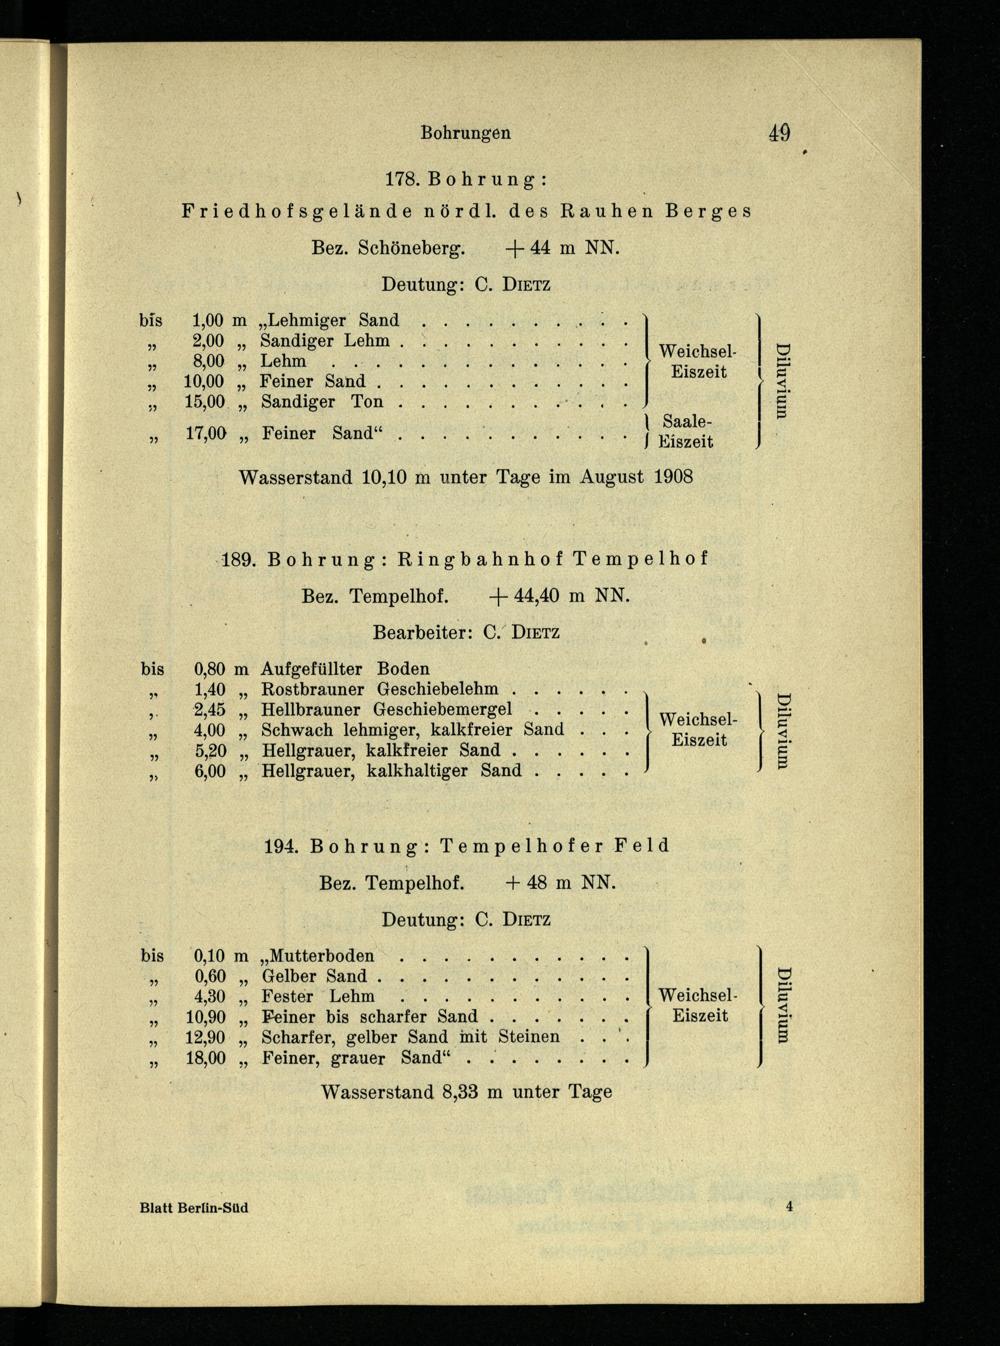 Bohrungen 49
178. Bohrung:
Friedhofsgelände nördl. des Rauhen Berges
Bez. Schöneberg. + 44 m NN.
Deutung: C. DIETZ
bis 1,00 m „Lehmiger Sand . . . . . . . . . .
„ 2,00 „ Sandiger Lehm . . . . . . . . . . .
„ 8,00 „ Lehm . . . . . . . . . . . . . .
„ 10,00 „ Feiner Sand . . . . . . . . . . . .
„ 15,00 „ Sandiger Ton . . . . . . . . . . .
Weichsel-
Eiszeit
„ 17,00 „ Feiner Sand“ . . . . . . . . . . .
Saale-
Eiszeit
Diluvium
Wasserstand 10,10 m unter Tage im August 1908
189. Bohrung: Ringbahnhof Tempelhof
Bez. Tempelhof. + 44,40 m NN.
Bearbeiter: C. DIETZ
bis 0,80 m Aufgefüllter Boden
„ 1,40 „ Rostbrauner Geschiebelehm . . . . . .
„ 2,45 „ Hellbrauner Geschiebemergel . . . . .
„ 4,00 „ Schwach lehmiger, kalkfreier Sand . . .
„ 5,20 „ Hellgrauer, kalkfreier Sand . . . . . .
„ 6,00 „ Hellgrauer, kalkhaltiger Sand . . . . .
Weichsel-
Eiszeit
Diluvium
194. Bohrung: Tempelhofer Feld
Bez. Tempelhof. + 48 m NN.
Deutung: C. DIETZ
bis 0,10 m „Mutterboden . . . . . . . . . . .
„ 0,60 „ Gelber Sand . . . . . . . . . . . .
„ 4,30 „ Fester Lehm . . . . . . . . . . .
„ 10,90 „ Feiner bis scharfer Sand . . . . . . .
„ 12,90 „ Scharfer, gelber Sand mit Steinen . . .
„ 18,00 „ Feiner, grauer Sand“ . . . . . . . .
Weichsel-
Eiszeit
Diluvium
Wasserstand 8,33 m unter Tage
Blatt Berlin-Süd 4